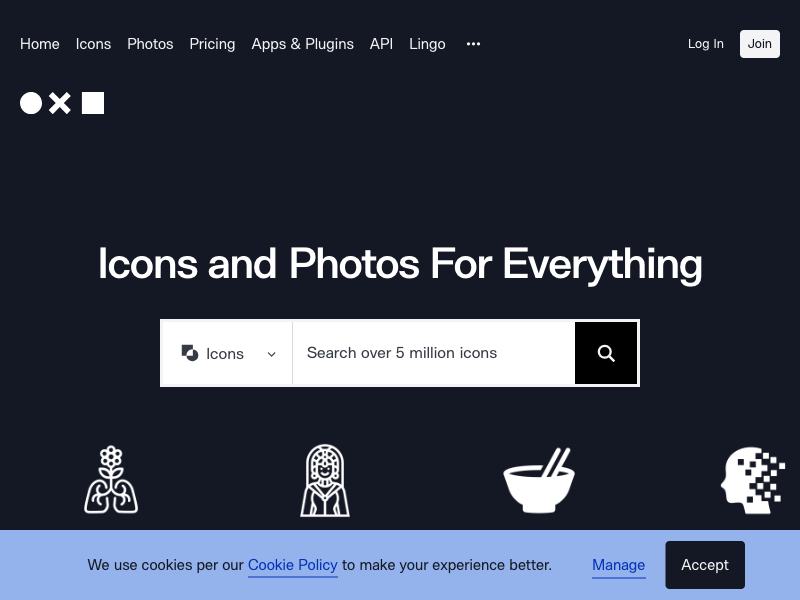 Home Icons Photos Pricing Apps & Plugins API Lingo ••• Log In Join
Icons and Photos For Everything
Icons Search over 5 million icons
We use cookies per our Cookie Policy to make your experience better. Manage Accept